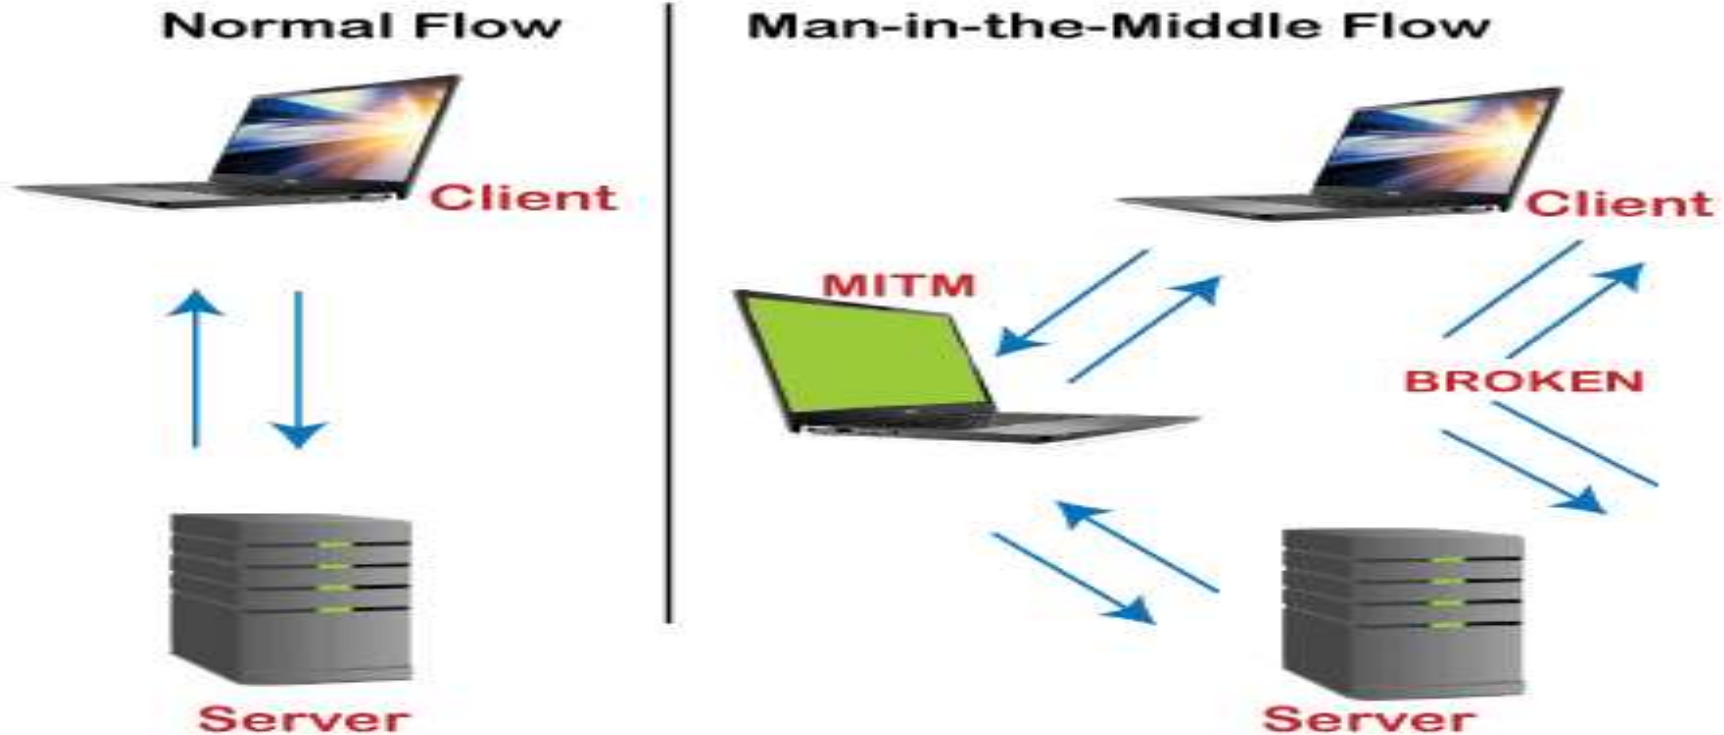 Normal Flow
Client
Server
Man-in-the-Middle Flow
Client
MITM
BROKEN
Server